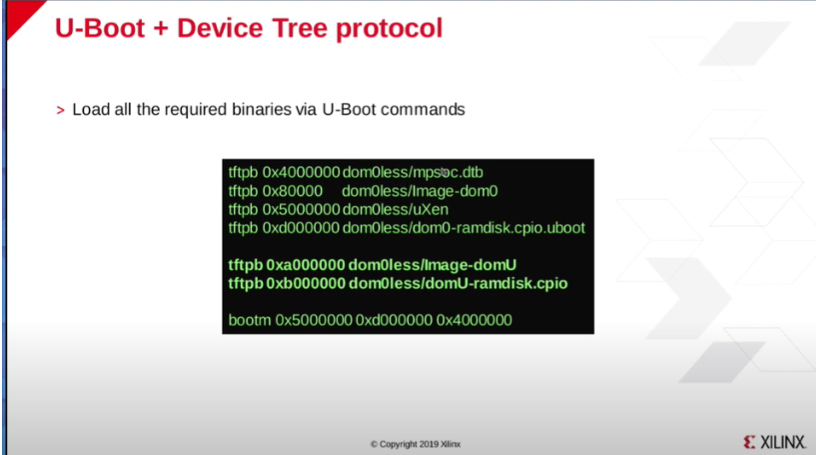 U-Boot + Device Tree protocol
> Load all the required binaries via U-Boot commands
tftpb 0x4000000 dom0less/mpsoc.dtb
tftpb 0x80000 dom0less/Image-dom0
tftpb 0x5000000 dom0less/uXen
tftpb 0xd000000 dom0less/dom0-ramdisk.cpio.uboot
tftpb 0xa000000 dom0less/Image-domU
tftpb 0xb000000 dom0less/domU-ramdisk.cpio
bootm 0x5000000 0xd000000 0x4000000
© Copyright 2019 Xilinx
XILINX.